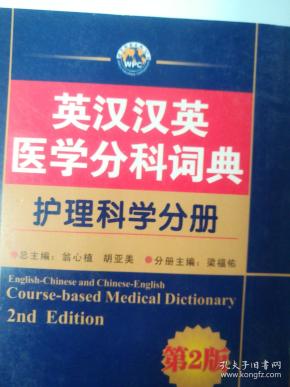 WPC
英汉汉英
医学分科词典
护理科学分册
●总主编：翁心植 胡亚美 ●分册主编：梁福佑
English-Chinese and Chinese-English
Course-based Medical Dictionary
2nd Edition
第2版
孔夫子旧书网